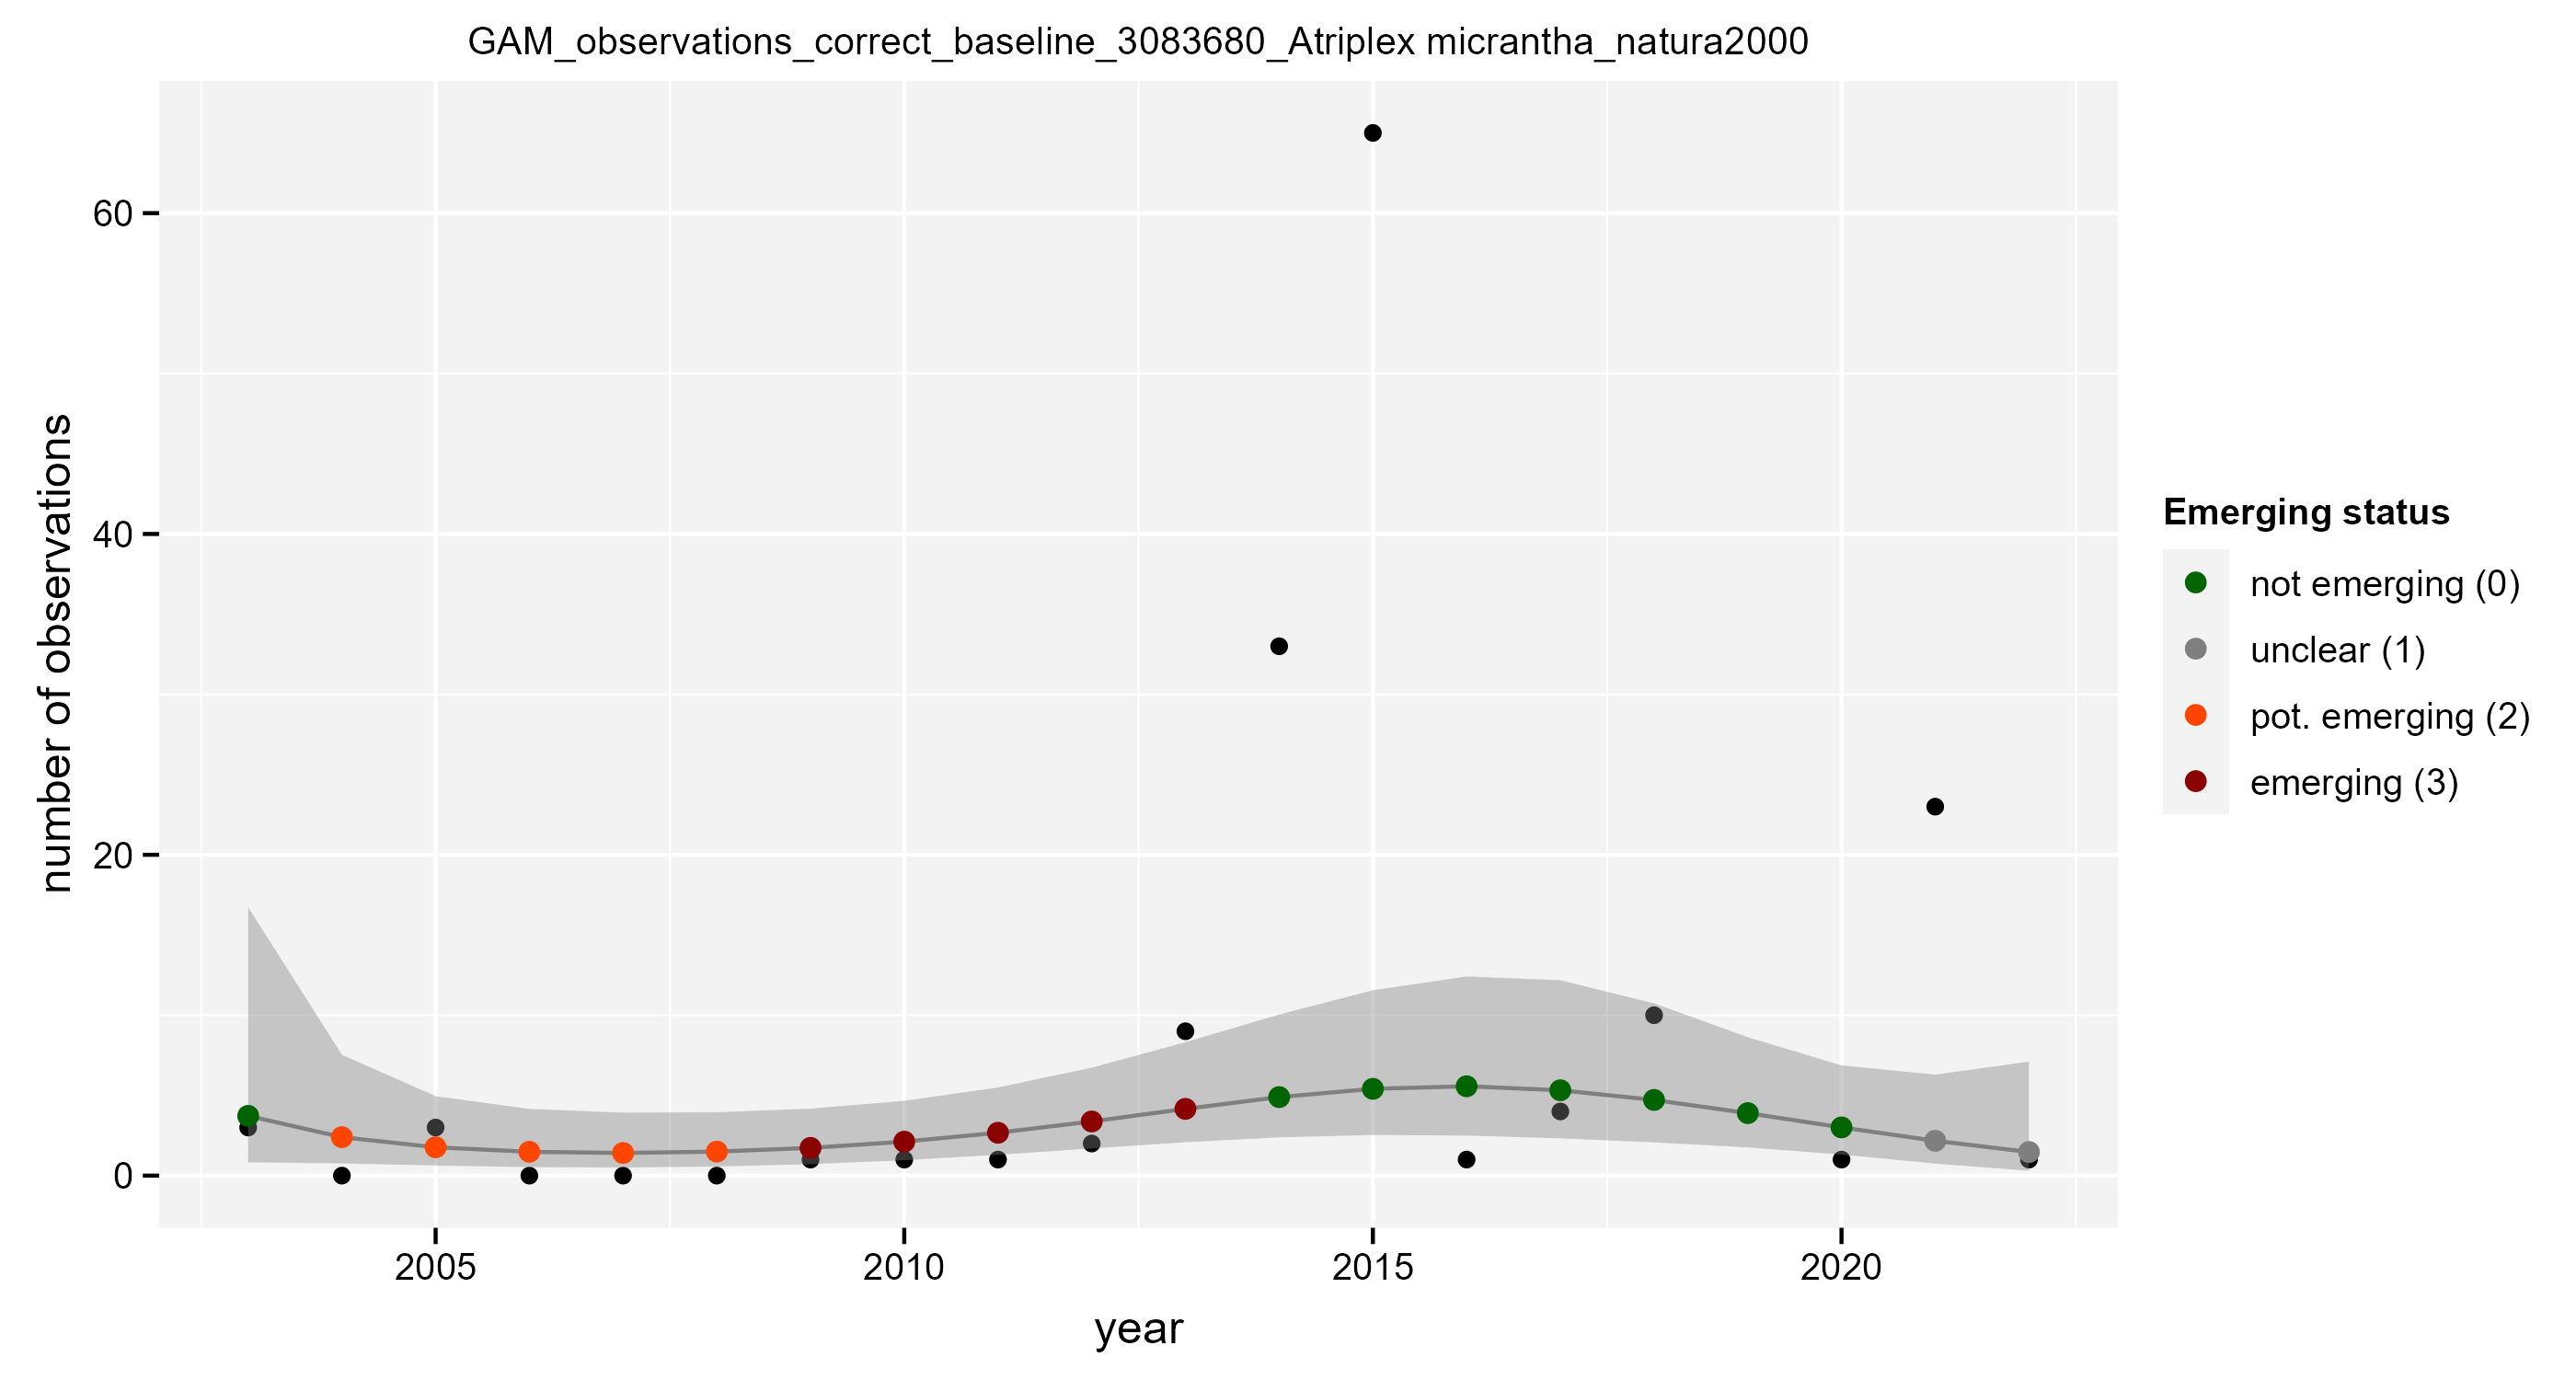 GAM_observations_correct_baseline_3083680_Atriplex micrantha_natura2000
number of observations
60
40
20
0
2005
2010
2015
2020
year
Emerging status
not emerging (0)
unclear (1)
pot. emerging (2)
emerging (3)